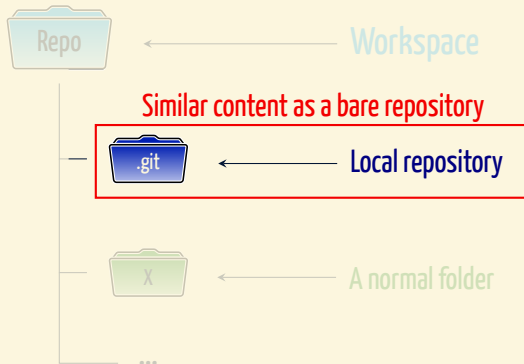 Repo
Workspace
Similar content as a bare repository
.git
Local repository
X
A normal folder
...